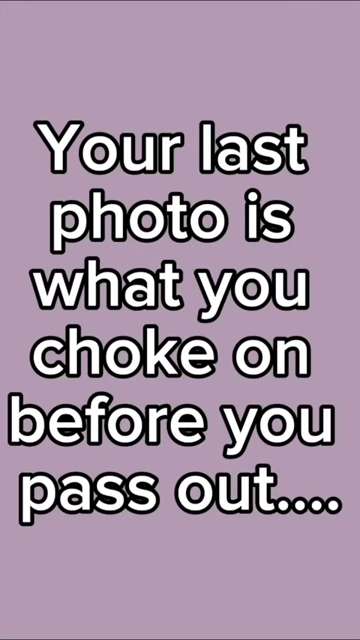 Your last
photo is
what you
choke on
before you
pass out....